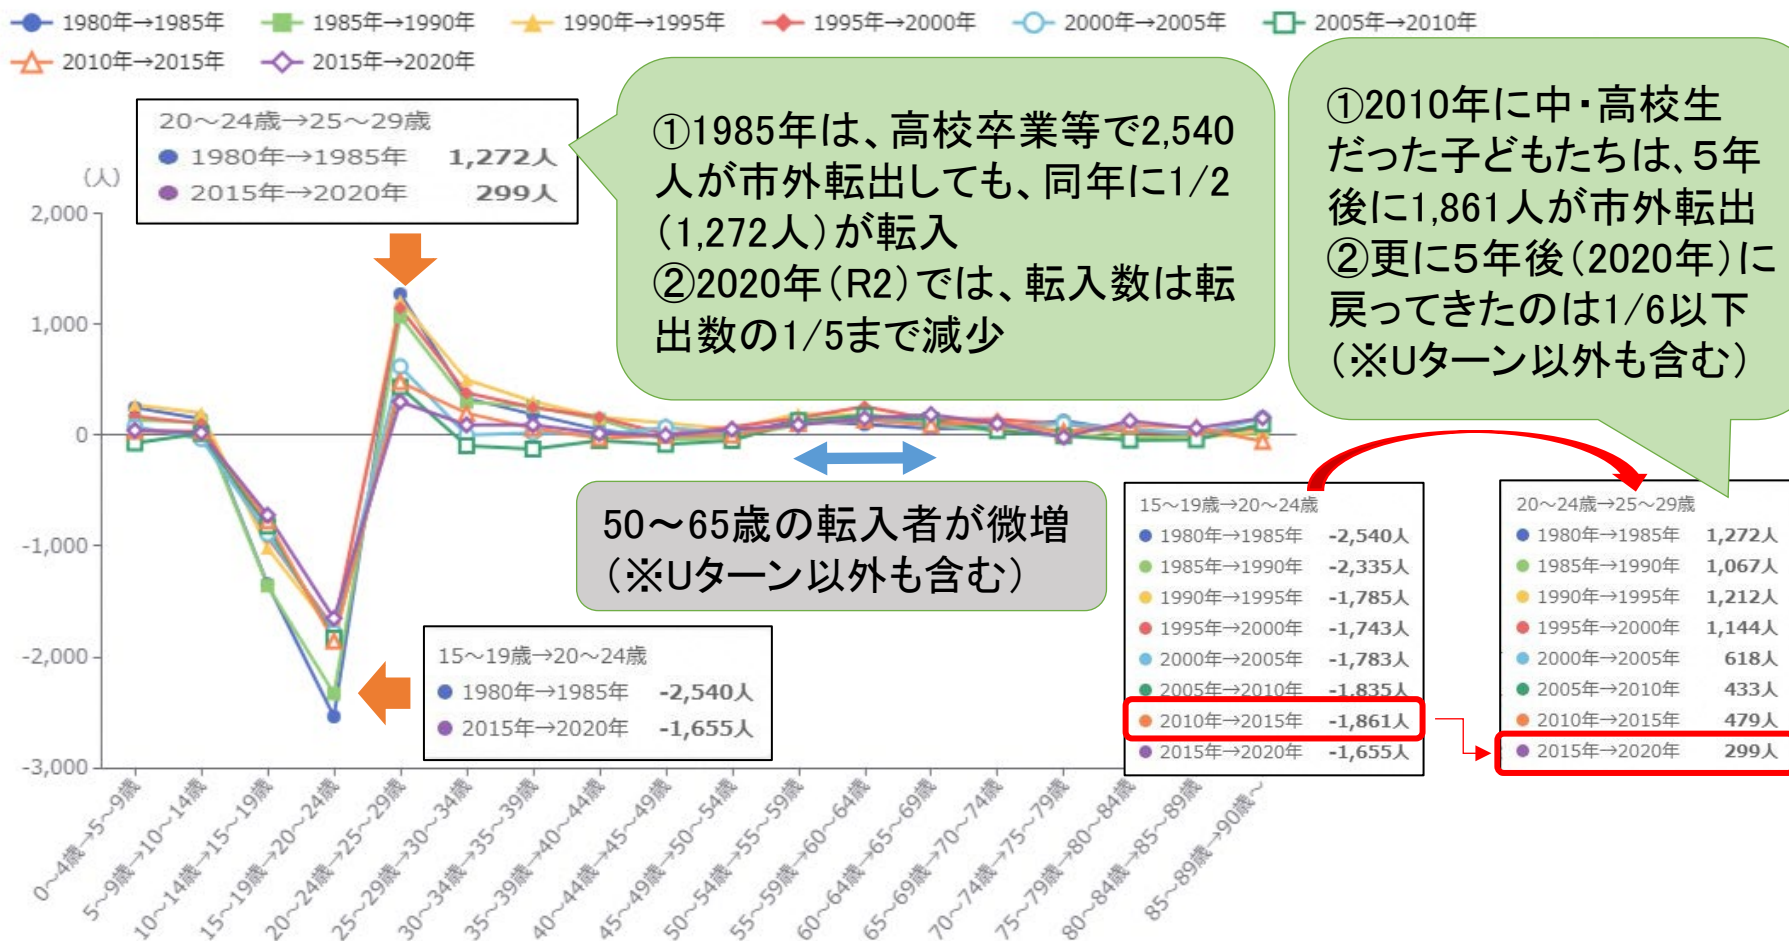 1980年→1985年
1985年→1990年
1990年→1995年
1995年→2000年
2000年→2005年
2005年→2010年
2010年→2015年
2015年→2020年
20～24歳→25～29歳
1980年→1985年 1,272人
2015年→2020年 299人
①1985年は、高校卒業等で2,540
人が市外転出しても、同年に1/2
(1,272人)が転入
②2020年(R2)では、転入数は転
出数の1/5まで減少
①2010年に中・高校生
だった子どもたちは、5年
後に1,861人が市外転出
②更に5年後(2020年)に
戻ってきたのは1/6以下
(※Uターン以外も含む)
(人)
2,000
1,000
0
-1,000
-2,000
-3,000
50～65歳の転入者が微増
(※Uターン以外も含む)
15～19歳→20～24歳
1980年→1985年 -2,540人
2015年→2020年 -1,655人
15～19歳→20～24歳
1980年→1985年 -2,540人
1985年→1990年 -2,335人
1990年→1995年 -1,785人
1995年→2000年 -1,743人
2000年→2005年 -1,783人
2005年→2010年 -1,835人
2010年→2015年 -1,861人
2015年→2020年 -1,655人
20～24歳→25～29歳
1980年→1985年 1,272人
1985年→1990年 1,067人
1990年→1995年 1,212人
1995年→2000年 1,144人
2000年→2005年 618人
2005年→2010年 433人
2010年→2015年 479人
2015年→2020年 299人
0～4歳→5～9歳
5～9歳→10～14歳
10～14歳→15～19歳
15～19歳→20～24歳
20～24歳→25～29歳
25～29歳→30～34歳
30～34歳→35～39歳
35～39歳→40～44歳
40～44歳→45～49歳
45～49歳→50～54歳
50～54歳→55～59歳
55～59歳→60～64歳
60～64歳→65～69歳
65～69歳→70～74歳
70～74歳→75～79歳
75～79歳→80～84歳
80～84歳→85～89歳
85～89歳→90歳～